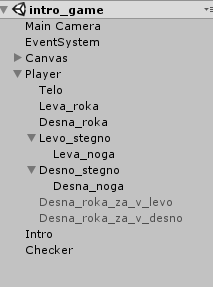 intro_game
Main Camera
EventSystem
Canvas
Player
Telo
Leva_roka
Desna_roka
Levo_stegno
Leva_noga
Desno_stegno
Desna_noga
Desna_roka_za_v_levo
Desna_roka_za_v_desno
Intro
Checker